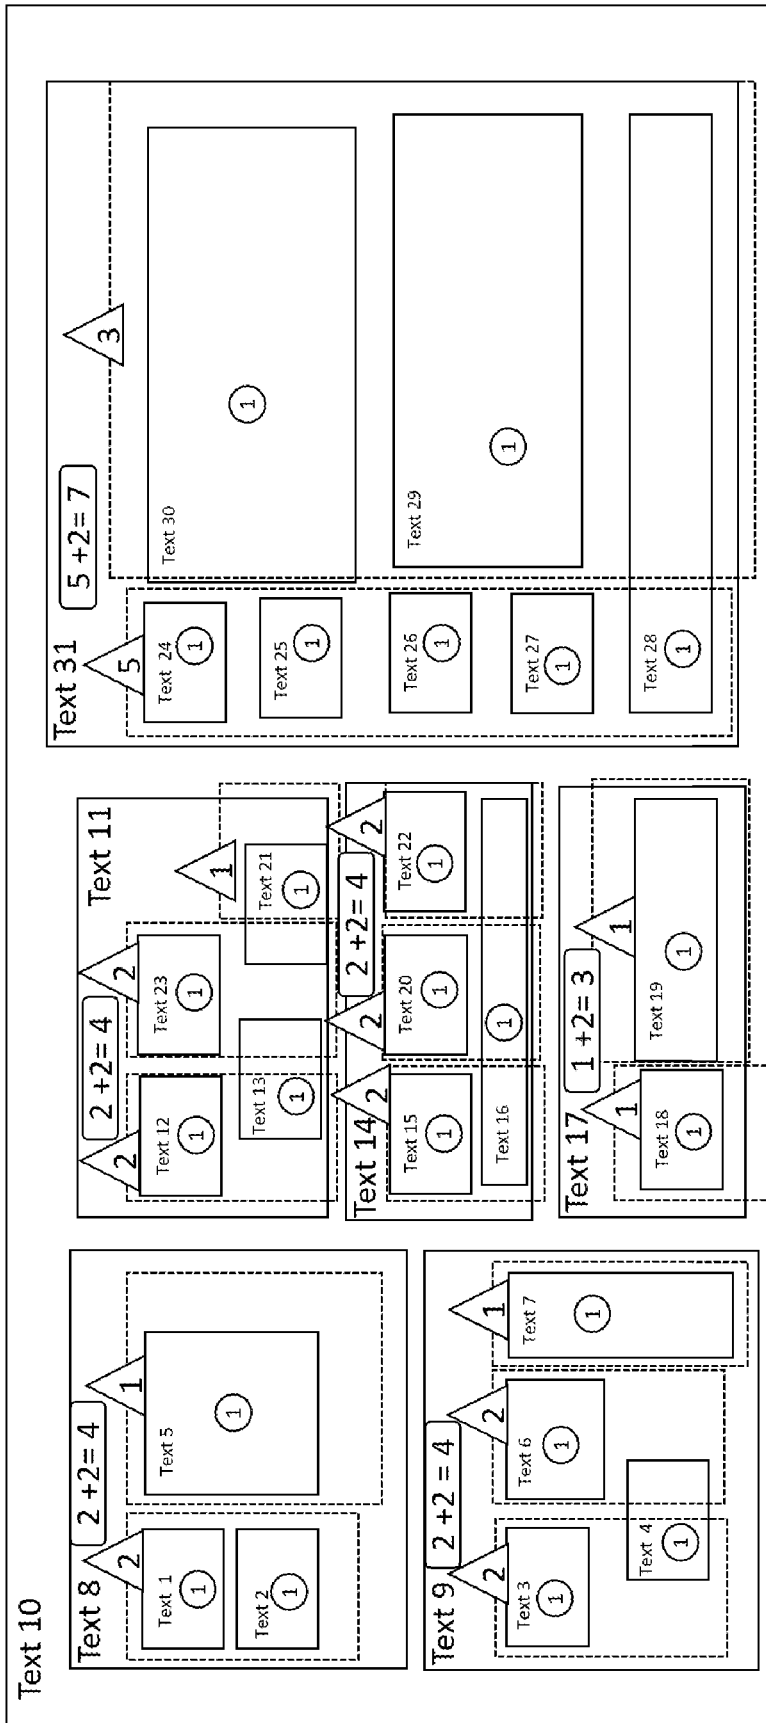 Text 10
Text 8
2 +2= 4
2
Text 1
1
Text 2
1
1
Text 5
1
Text 9
2 +2 = 4
2
Text 3
1
Text 4
1
2
Text 6
1
1
Text 7
1
Text 11
2 +2= 4
2
Text 12
1
Text 13
1
2
Text 23
1
1
Text 21
1
Text 14
2 +2= 4
2
Text 15
1
Text 16
1
2
Text 20
1
2
Text 22
1
Text 17
1 +2= 3
1
Text 18
1
1
Text 19
1
Text 31
5 +2= 7
5
Text 24
1
Text 25
1
Text 26
1
Text 27
1
Text 28
1
3
Text 30
1
Text 29
1